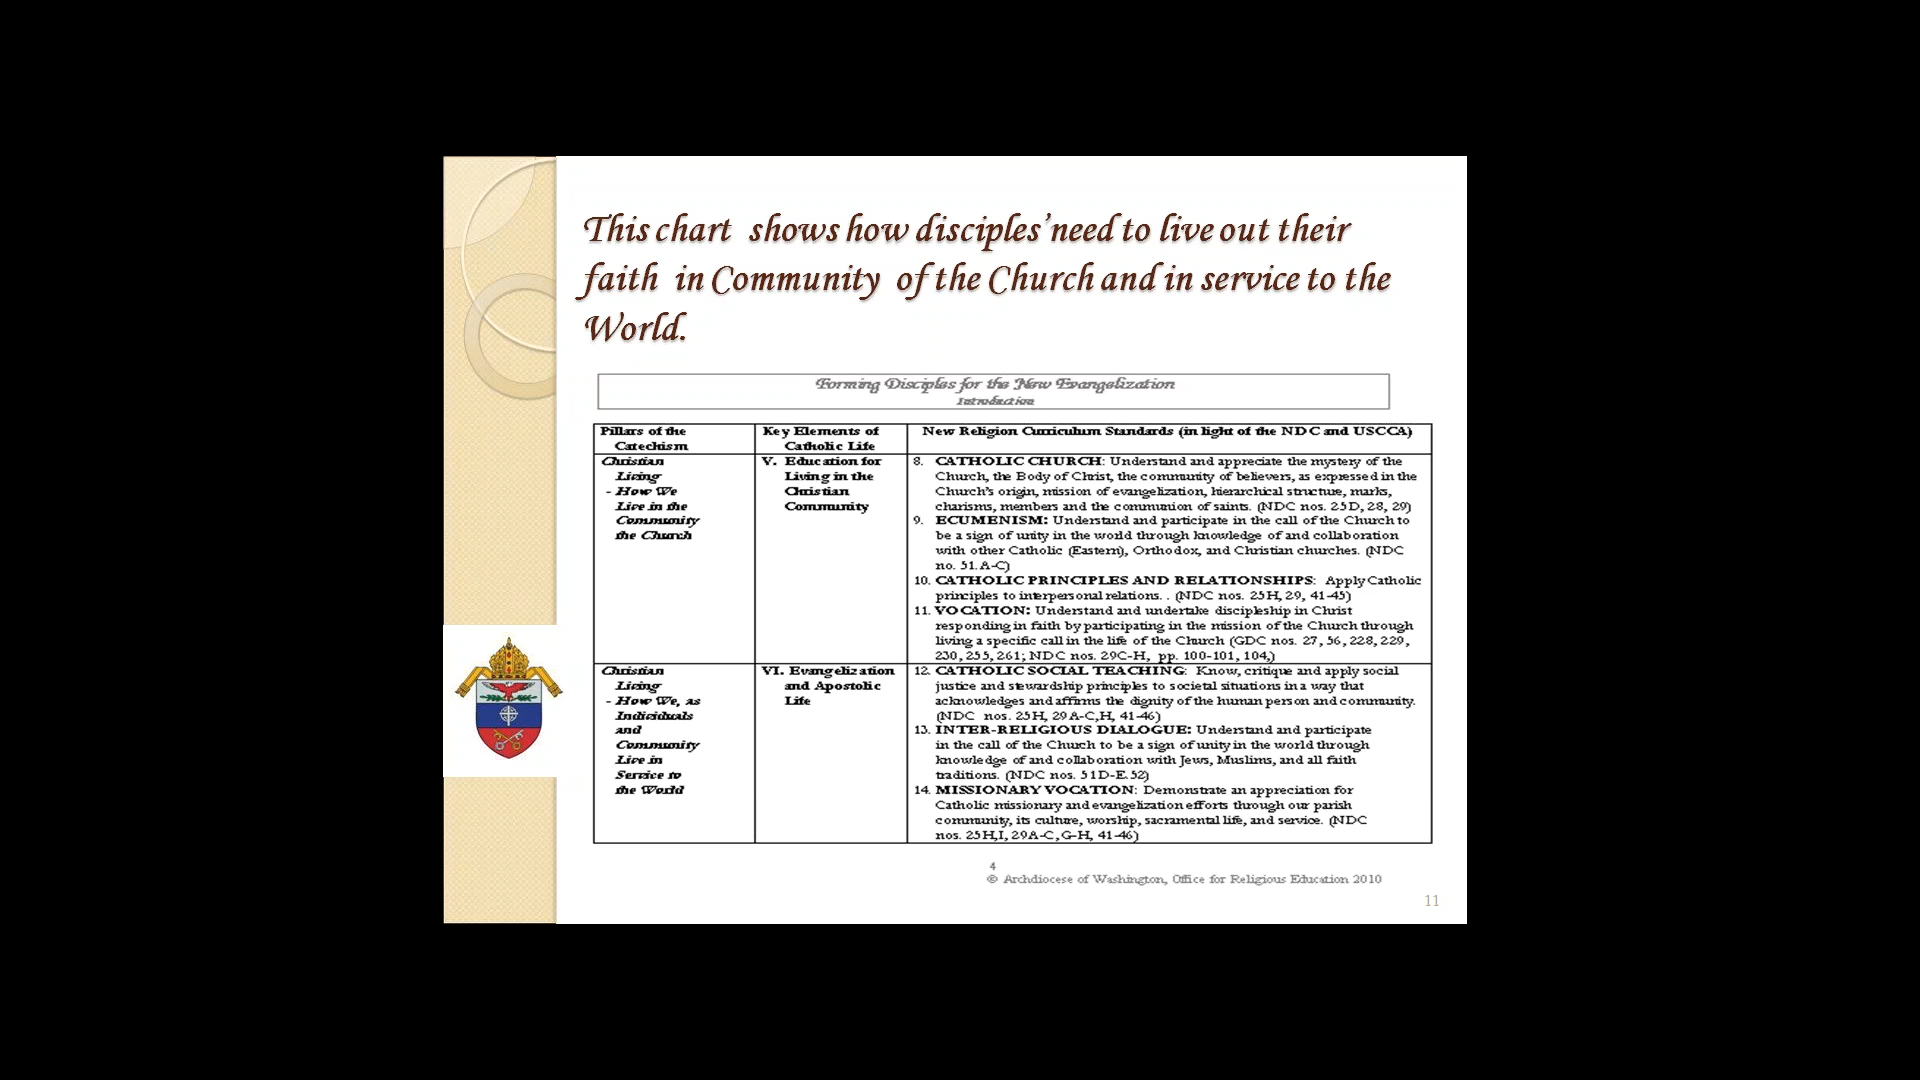 This chart shows how disciples’ need to live out their
faith in Community of the Church and in service to the
World.
Forming Disciples for the New Evangelization
Introduction
Pillars of the
Catechism
Key Elements of
Catholic Life
New Religion Curriculum Standards (in light of the NDC and USCCA)
Christian
Living
- How We
Live in the
Community
the Church
V. Education for
Living in the
Christian
Community
8. CATHOLIC CHURCH: Understand and appreciate the mystery of the
Church, the Body of Christ, the community of believers, as expressed in the
Church’s origin, mission of evangelization, hierarchical structure, marks,
charisms, members and the communion of saints. (NDC nos. 25D, 28, 29)
9. ECUMENISM: Understand and participate in the call of the Church to
be a sign of unity in the world through knowledge of and collaboration
with other Catholic (Eastern), Orthodox, and Christian churches. (NDC
no. 51.A-C)
10. CATHOLIC PRINCIPLES AND RELATIONSHIPS: Apply Catholic
principles to interpersonal relations. . (NDC nos. 25H, 29, 41-45)
11. VOCATION: Understand and undertake discipleship in Christ
responding in faith by participating in the mission of the Church through
living a specific call in the life of the Church (GDC nos. 27, 56, 228, 229,
230, 255, 261; NDC nos. 29C-H, pp. 100-101, 104,)
Christian
Living
- How We, as
Individuals
and
Community
Live in
Service to
the World
VI. Evangelization
and Apostolic
Life
12. CATHOLIC SOCIAL TEACHING: Know, critique and apply social
justice and stewardship principles to societal situations in a way that
acknowledges and affirms the dignity of the human person and community.
(NDC nos. 25H, 29A-C,H, 41-46)
13. INTER-RELIGIOUS DIALOGUE: Understand and participate
in the call of the Church to be a sign of unity in the world through
knowledge of and collaboration with Jews, Muslims, and all faith
traditions. (NDC nos. 51D-E.52)
14. MISSIONARY VOCATION: Demonstrate an appreciation for
Catholic missionary and evangelization efforts through our parish
community, its culture, worship, sacramental life, and service. (NDC
nos. 25H,I, 29A-C,G-H, 41-46)
4
© Archdiocese of Washington, Office for Religious Education 2010
11